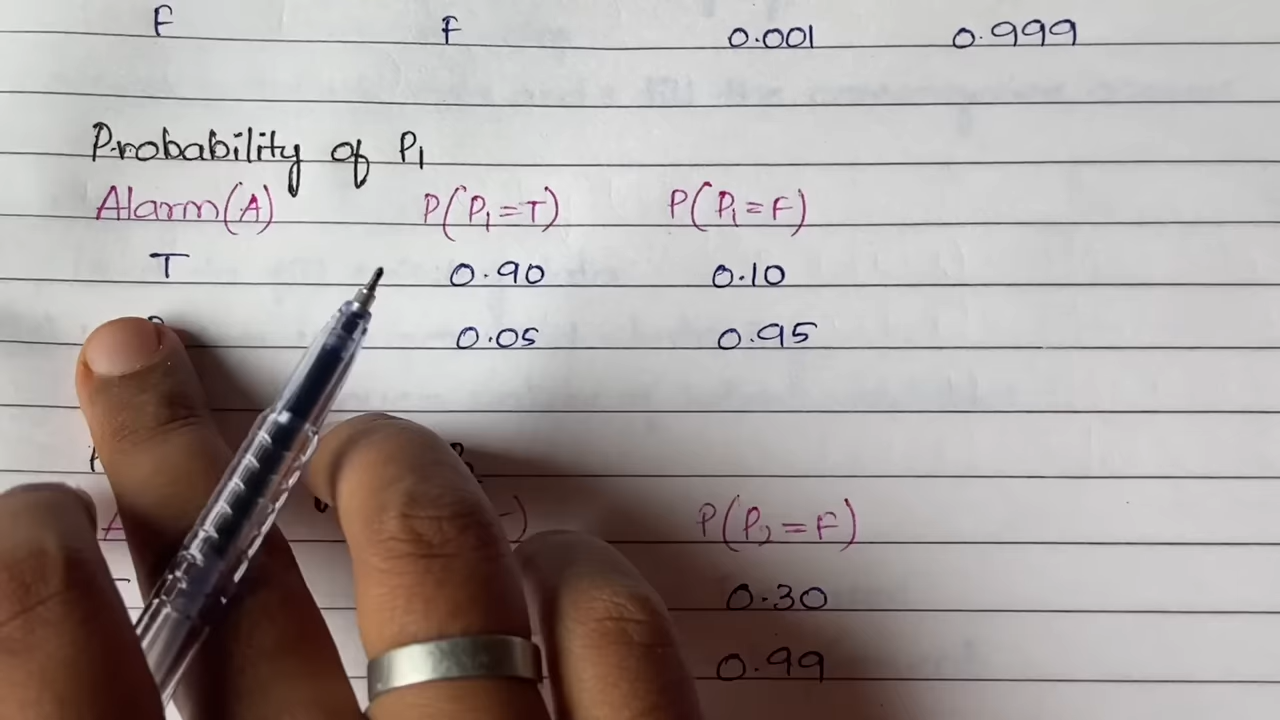 F F 0.001 0.999
Probability of P₁
Alarm(A) P(P₁=T) P(P₁=F)
T 0.90 0.10
0.05 0.95
P(P₂=F)
0.30
0.99